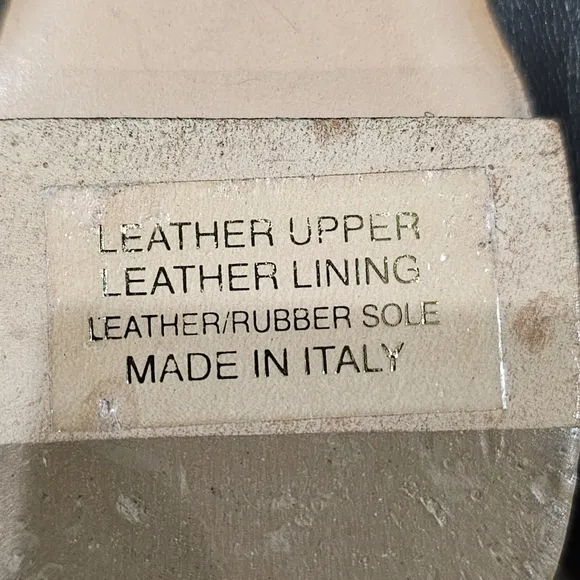 LEATHER UPPER
LEATHER LINING
LEATHER/RUBBER SOLE
MADE IN ITALY